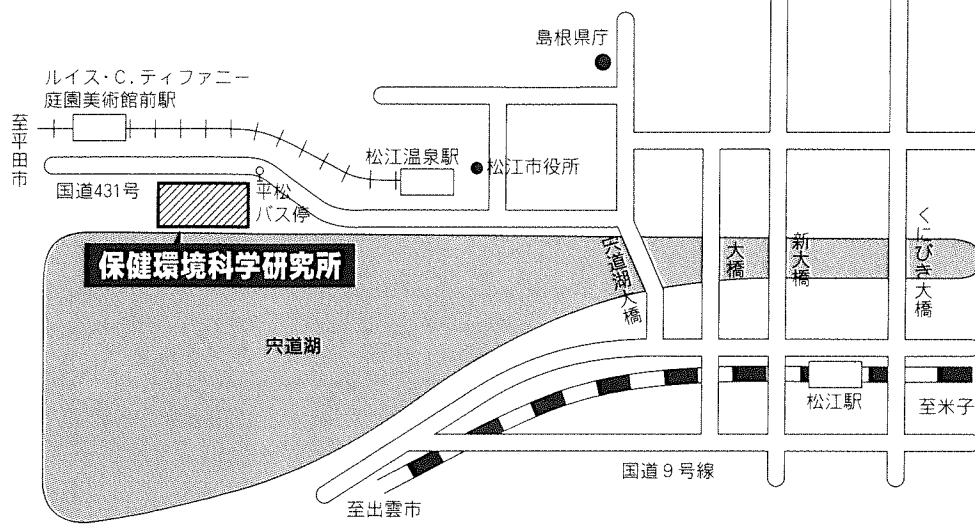 島根県庁
ルイス・C.ティファニー
庭園美術館前駅
至平田市
松江温泉駅
松江市役所
国道431号
平松
バス停
保健環境科学研究所
宍道湖大橋
大橋
新大橋
くにびき大橋
宍道湖
松江駅
至米子
国道9号線
至出雲市